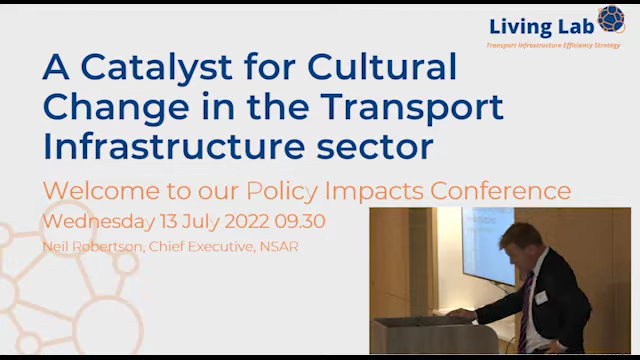 Living Lab
Transport Infrastructure Efficiency Strategy
A Catalyst for Cultural
Change in the Transport
Infrastructure sector
Welcome to our Policy Impacts Conference
Wednesday 13 July 2022 09.30
Neil Robertson, Chief Executive, NSAR